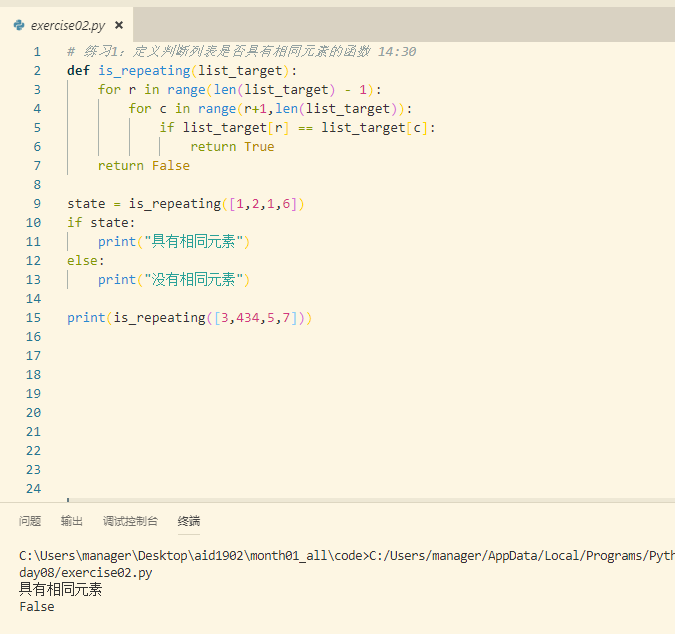 exercise02.py
1 # 练习1：定义判断列表是否具有相同元素的函数 14:30
2 def is_repeating(list_target):
3 for r in range(len(list_target) - 1):
4 for c in range(r+1,len(list_target)):
5 if list_target[r] == list_target[c]:
6 return True
7 return False
8
9 state = is_repeating([1,2,1,6])
10 if state:
11 print("具有相同元素")
12 else:
13 print("没有相同元素")
14
15 print(is_repeating([3,434,5,7]))
16
17
18
19
20
21
22
23
24
问题 输出 调试控制台 终端
C:\Users\manager\Desktop\aid1902\month01_all\code>C:/Users/manager/AppData/Local/Programs/Pyth
day08/exercise02.py
具有相同元素
False